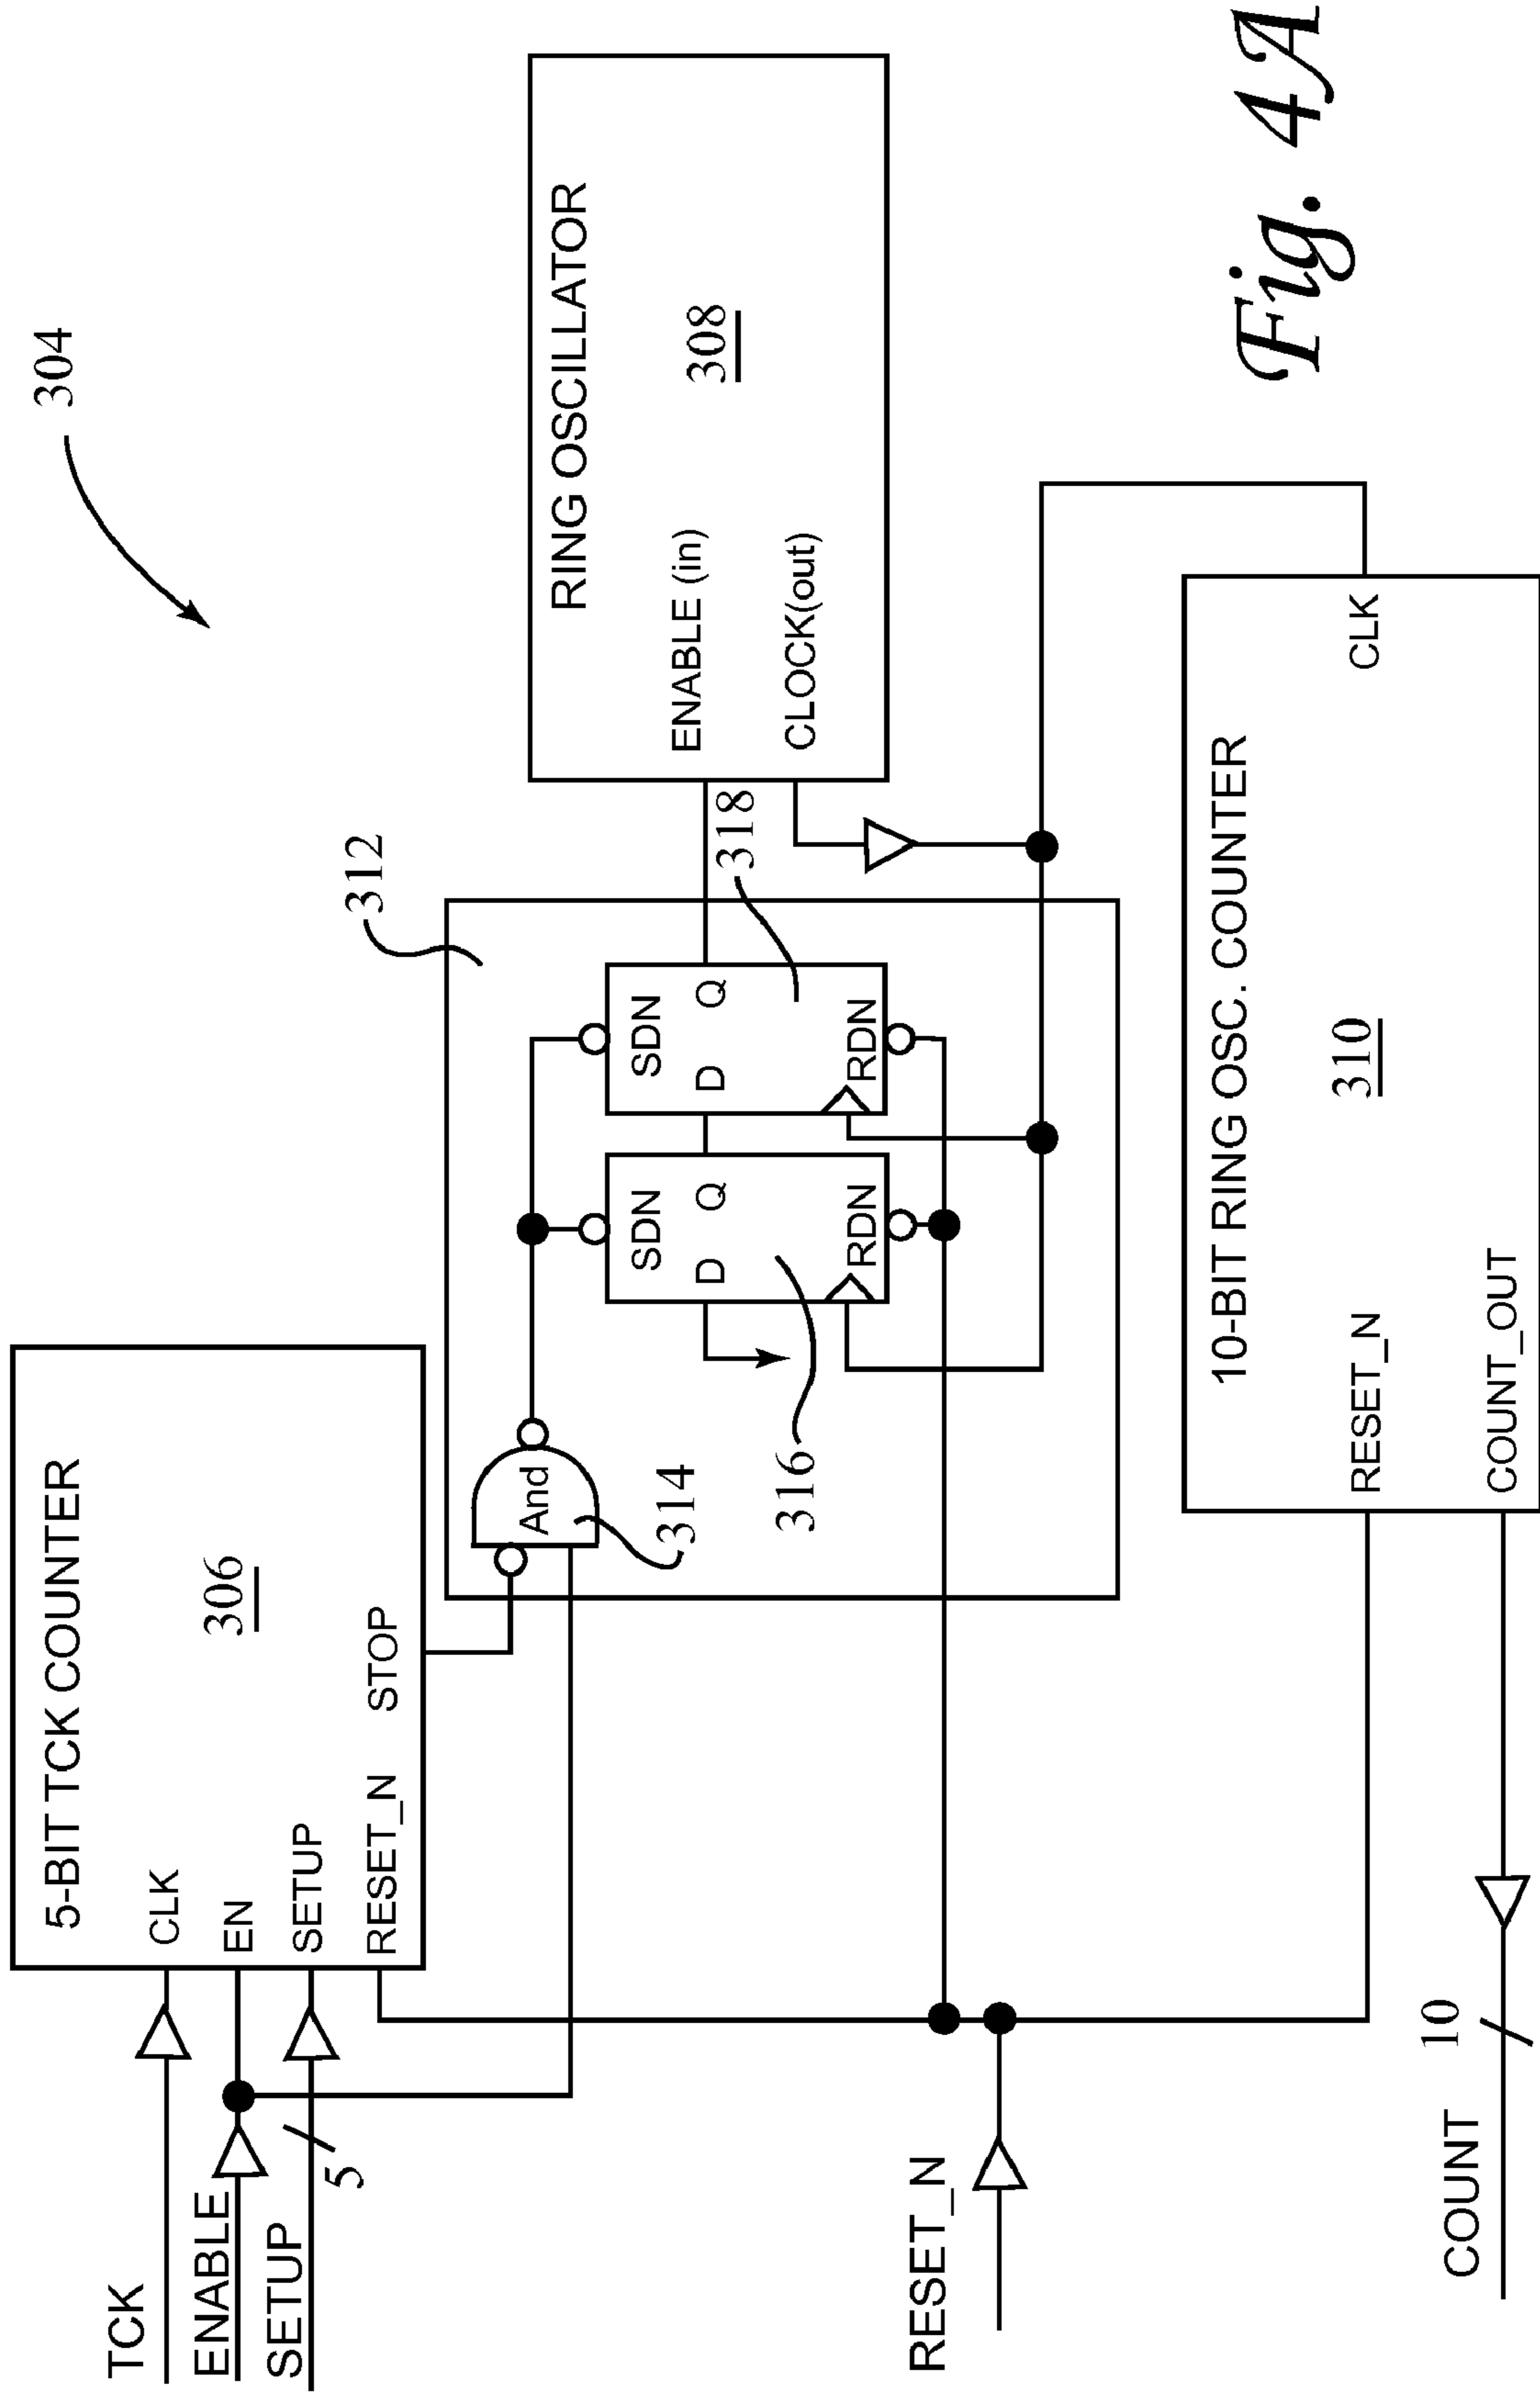 304
5-BIT TCK COUNTER
306
CLK
EN
SETUP
RESET_N
STOP
TCK
ENABLE
SETUP
5
312
And
314
SDN
D
Q
RDN
316
SDN
D
Q
RDN
318
RING OSCILLATOR
308
ENABLE (in)
CLOCK(out)
RESET_N
10-BIT RING OSC. COUNTER
310
RESET_N
CLK
COUNT_OUT
COUNT
10
Fig. 4A